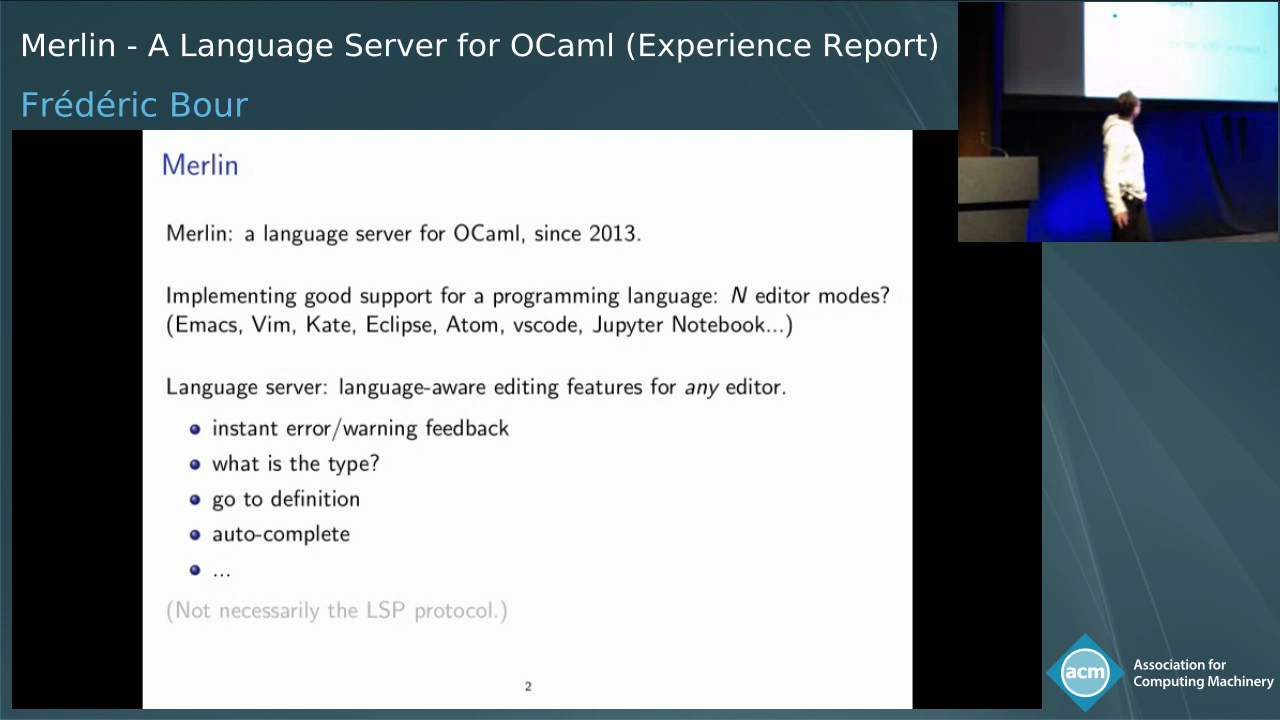 Merlin - A Language Server for OCaml (Experience Report)
Frédéric Bour
Merlin
Merlin: a language server for OCaml, since 2013.
Implementing good support for a programming language: N editor modes?
(Emacs, Vim, Kate, Eclipse, Atom, vscode, Jupyter Notebook...)
Language server: language-aware editing features for any editor.
instant error/warning feedback
what is the type?
go to definition
auto-complete
...
(Not necessarily the LSP protocol.)
2
acm
Association for
Computing Machinery